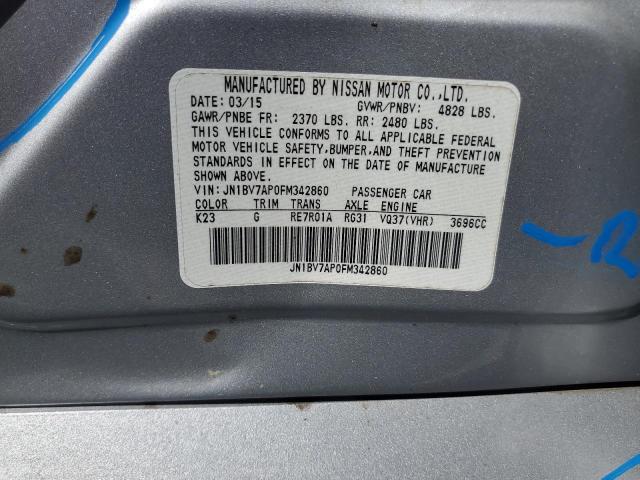 MANUFACTURED BY NISSAN MOTOR CO.,LTD.
DATE: 03/15 GVWR/PNBV: 4828 LBS.
GAWR/PNBE FR: 2370 LBS. RR: 2480 LBS.
THIS VEHICLE CONFORMS TO ALL APPLICABLE FEDERAL
MOTOR VEHICLE SAFETY,BUMPER,AND THEFT PREVENTION
STANDARDS IN EFFECT ON THE DATE OF MANUFACTURE
SHOWN ABOVE.
VIN:JN1BV7AP0FM342860 PASSENGER CAR
COLOR TRIM TRANS AXLE ENGINE
K23 G RE7R01A RG31 VQ37(VHR) 3696CC
JN1BV7AP0FM342860